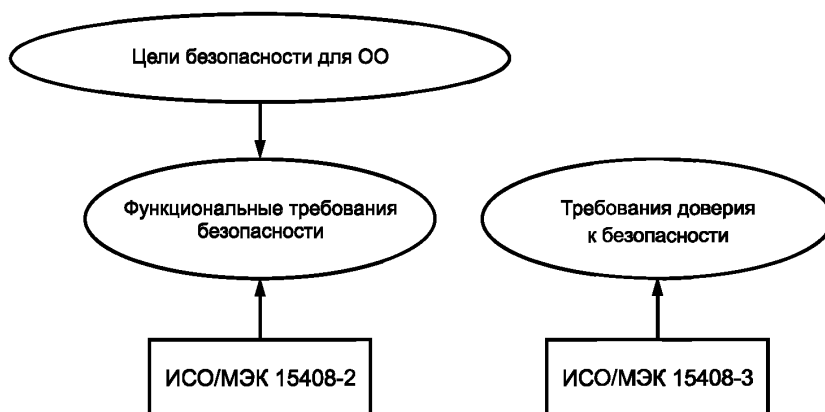 Цели безопасности для ОО
Функциональные требования
безопасности
Требования доверия
к безопасности
ИСО/МЭК 15408-2
ИСО/МЭК 15408-3